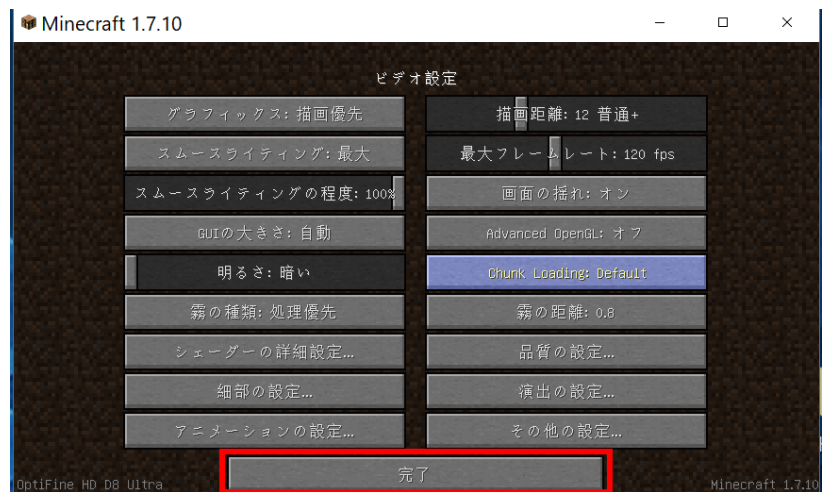 Minecraft 1.7.10
ビデオ設定
グラフィックス: 描画優先
描画距離: 12 普通+
スムースライティング: 最大
最大フレームレート: 120 fps
スムースライティングの程度: 100%
画面の揺れ: オン
GUIの大きさ: 自動
Advanced OpenGL: オフ
明るさ: 暗い
Chunk Loading: Default
霧の種類: 処理優先
霧の距離: 0.8
シェーダーの詳細設定...
品質の設定...
細部の設定...
演出の設定...
アニメーションの設定...
その他の設定...
完了
OptiFine HD D8 Ultra
Minecraft 1.7.10